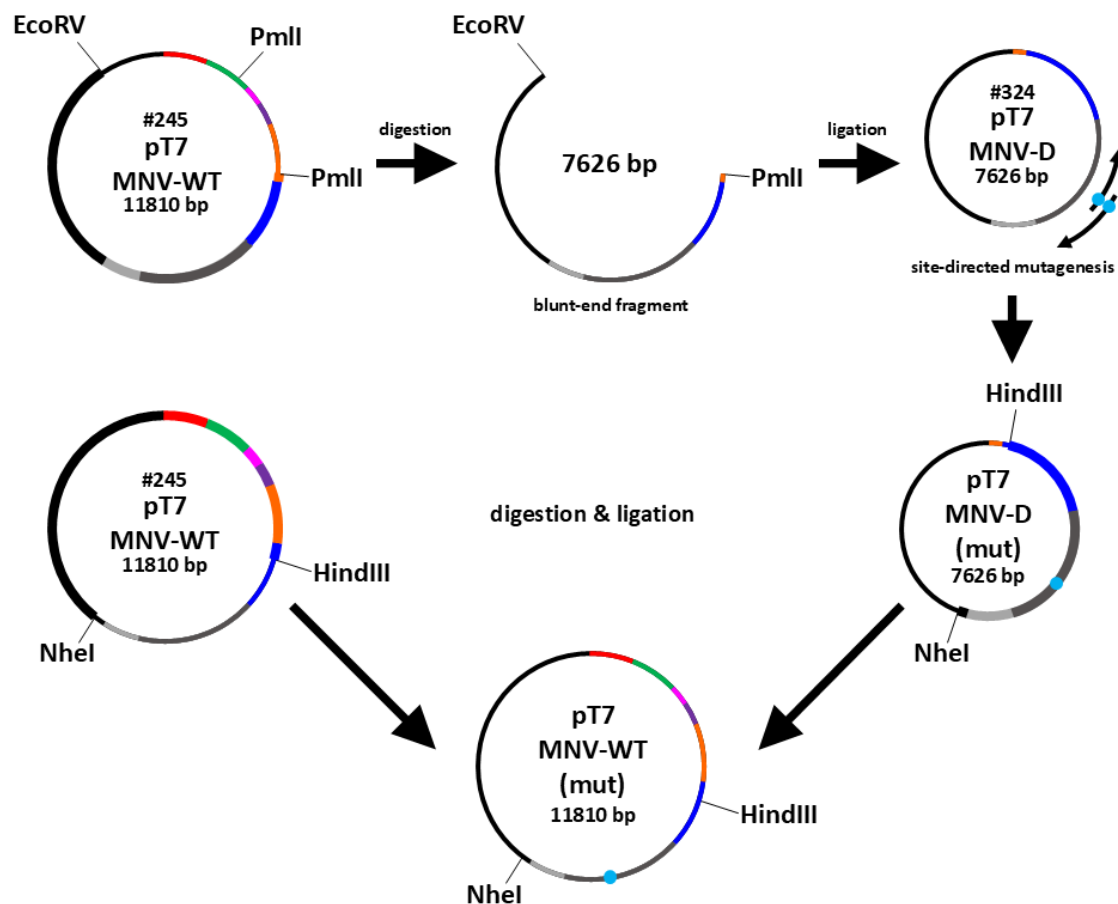 EcoRV
PmlI
#245
pT7
MNV-WT
11810 bp
PmlI
digestion
EcoRV
7626 bp
PmlI
blunt-end fragment
ligation
#324
pT7
MNV-D
7626 bp
site-directed mutagenesis
#245
pT7
MNV-WT
11810 bp
HindIII
NheI
digestion & ligation
HindIII
pT7
MNV-D
(mut)
7626 bp
NheI
pT7
MNV-WT
(mut)
11810 bp
HindIII
NheI